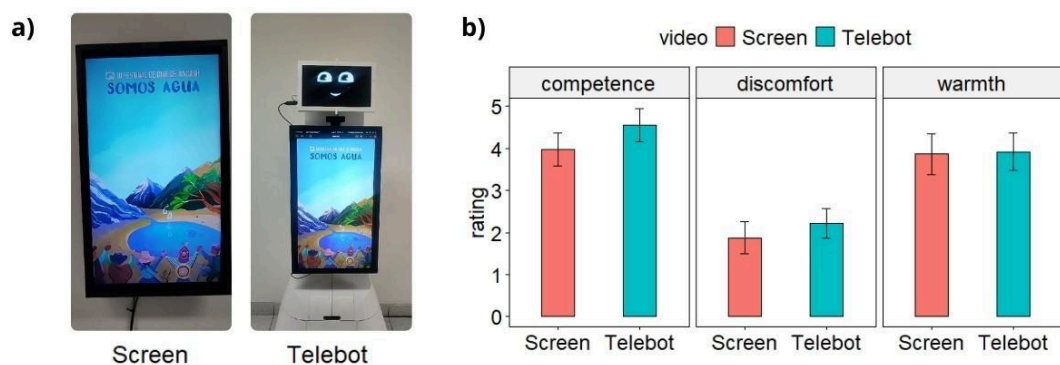 a)
SOMOS AGUA
SOMOS AGUA
Screen
Telebot
b)
video Screen Telebot
competence discomfort warmth
rating
5
4
3
2
1
0
Screen Telebot Screen Telebot Screen Telebot